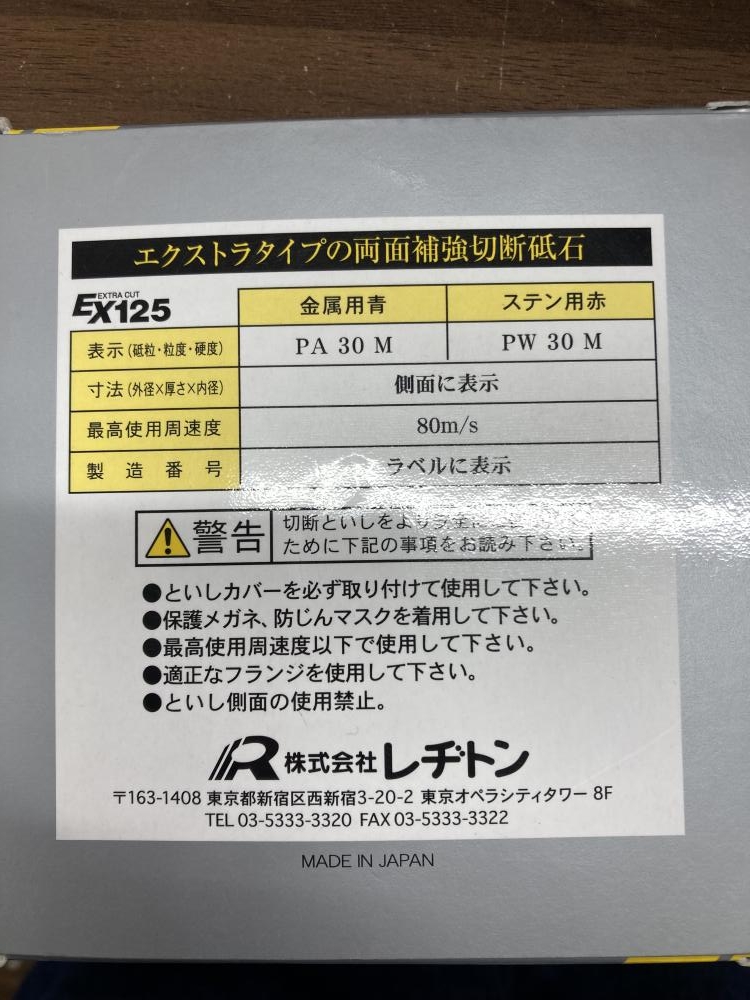 エクストラタイプの両面補強切断砥石
EXTRA CUT
EX125
金属用青 ステン用赤
表示(砥粒・粒度・硬度) PA 30 M PW 30 M
寸法(外径×厚さ×内径) 側面に表示
最高使用周速度 80m/s
製造番号 ラベルに表示
警告
切断といしをより安全に
ために下記の事項をお読み下さい。
●といしカバーを必ず取り付けて使用して下さい。
●保護メガネ、防じんマスクを着用して下さい。
●最高使用周速度以下で使用して下さい。
●適正なフランジを使用して下さい。
●といし側面の使用禁止。
R 株式会社レヂトン
〒163-1408 東京都新宿区西新宿3-20-2 東京オペラシティタワー 8F
TEL 03-5333-3320 FAX 03-5333-3322
MADE IN JAPAN